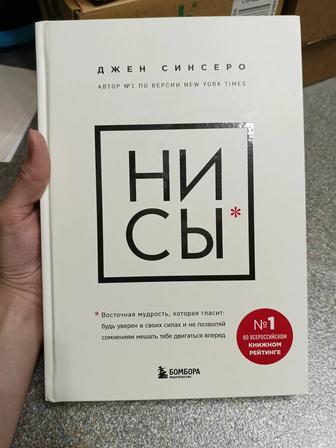 ДЖЕН СИНСЕРО
АВТОР №1 ПО ВЕРСИИ NEW YORK TIMES
НИ
СЫ*
* Восточная мудрость, которая гласит:
будь уверен в своих силах и не позволяй
сомнениям мешать тебе двигаться вперед
№1
ВО ВСЕРОССИЙСКОМ
КНИЖНОМ
РЕЙТИНГЕ
БОМБОРА
ИЗДАТЕЛЬСТВО